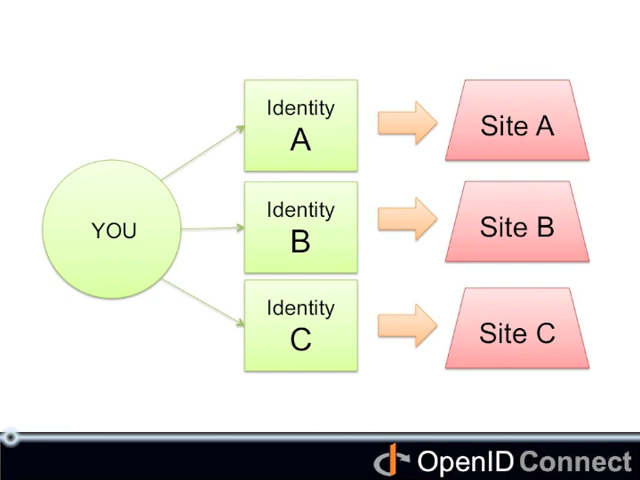 Identity
A
Site A
YOU
Identity
B
Site B
Identity
C
Site C
OpenID Connect